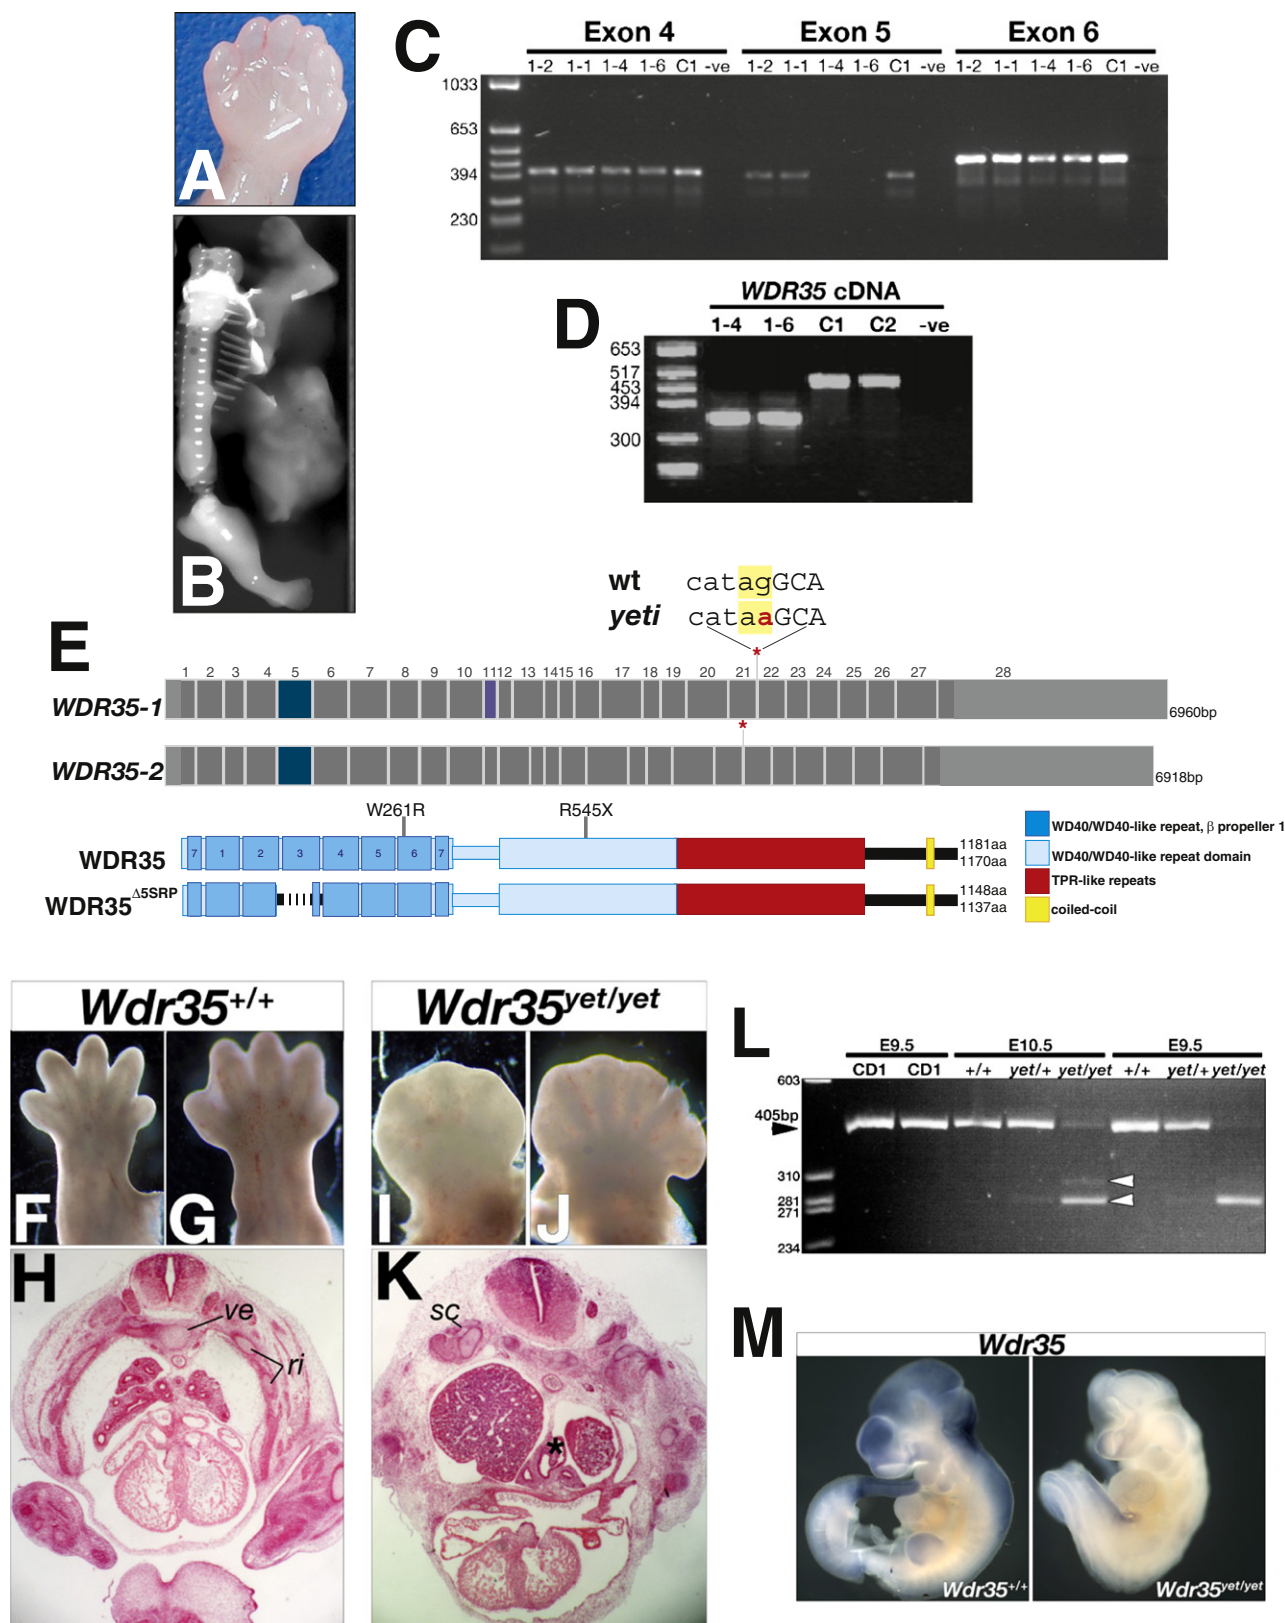 A
B
C
Exon 4 Exon 5 Exon 6
1-2 1-1 1-4 1-6 C1 -ve 1-2 1-1 1-4 1-6 C1 -ve 1-2 1-1 1-4 1-6 C1 -ve
1033
653
394
230
D
WDR35 cDNA
1-4 1-6 C1 C2 -ve
653
517
453
394
300
E
wt catagGCA
yeti cataaGCA
*
1 2 3 4 5 6 7 8 9 10 11 12 13 14 15 16 17 18 19 20 21 22 23 24 25 26 27 28
WDR35-1 6960bp
*
WDR35-2 6918bp
W261R R545X
WDR35 7 1 2 3 4 5 6 7 1181aa
1170aa
WDR35Δ5SRP 1148aa
1137aa
WD40/WD40-like repeat, β propeller 1
WD40/WD40-like repeat domain
TPR-like repeats
coiled-coil
Wdr35+/+
Wdr35yet/yet
F
G
I
J
H
ve
ri
K
sc
*
L
E9.5 E10.5 E9.5
CD1 CD1 +/+ yet/+ yet/yet +/+ yet/+ yet/yet
603
405bp
310
281
271
234
M
Wdr35
Wdr35+/+
Wdr35yet/yet